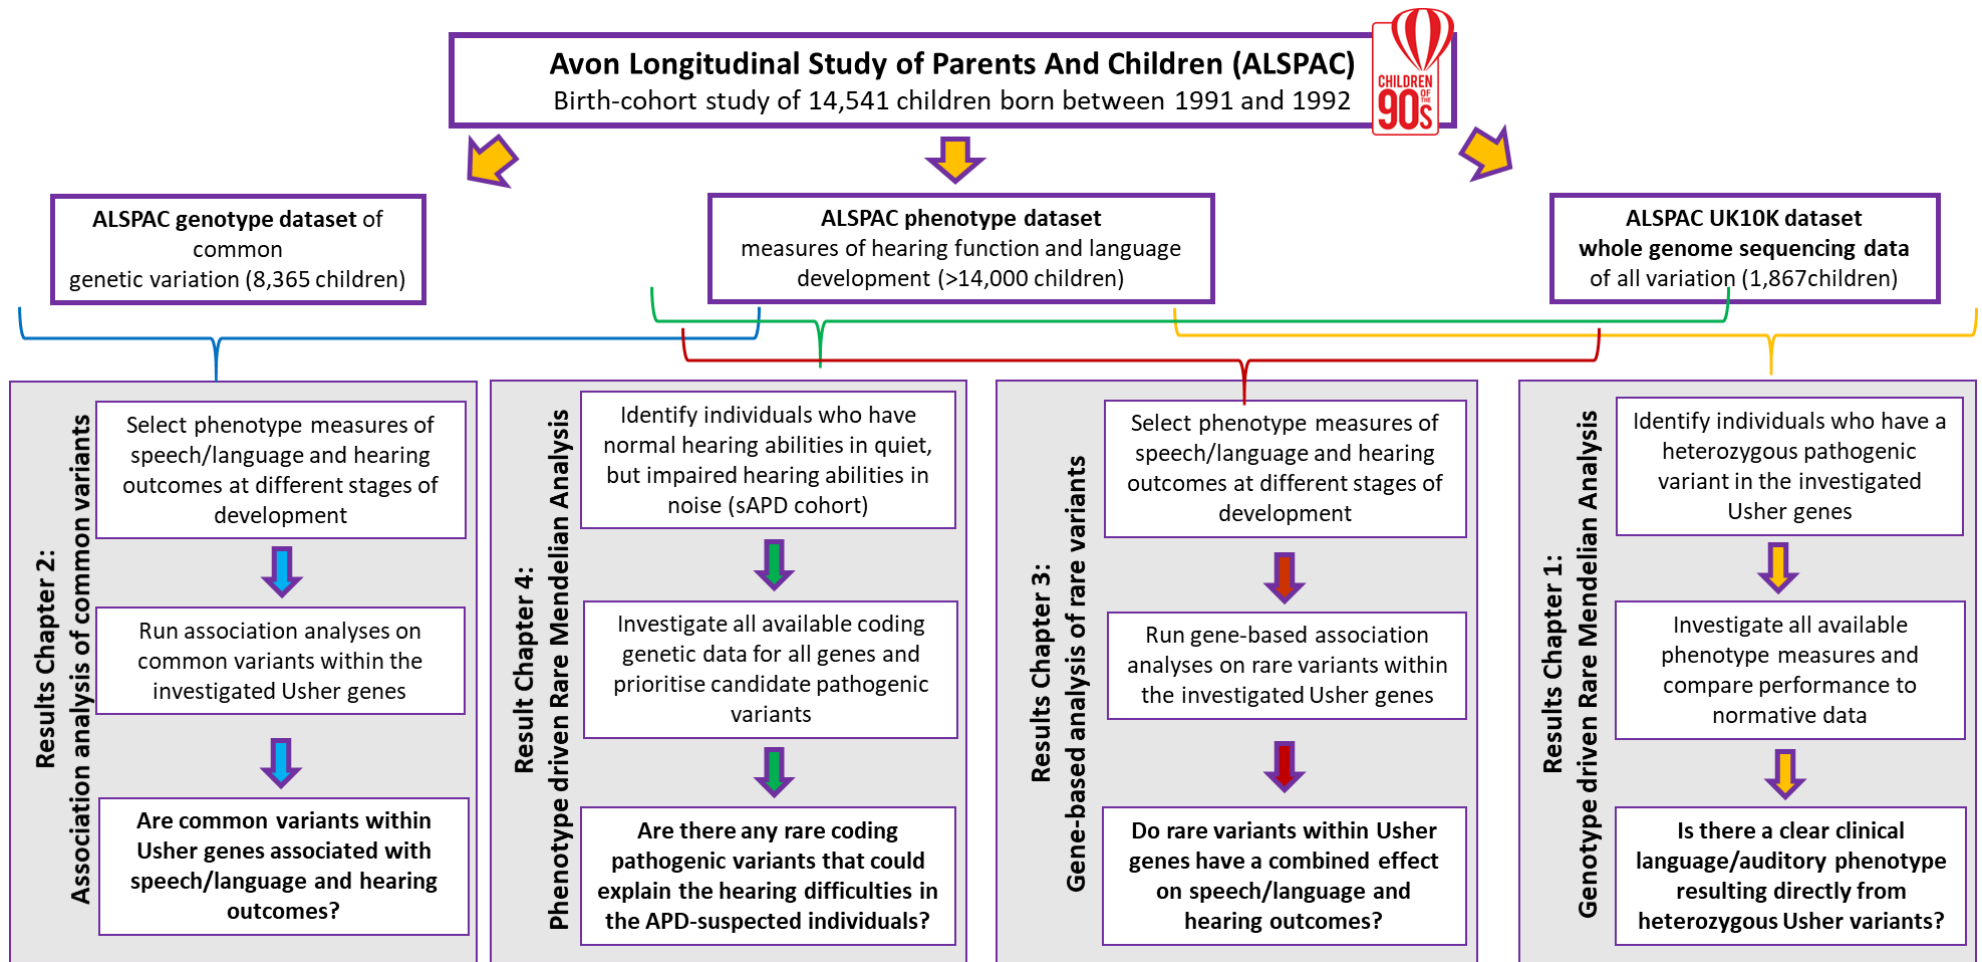 Avon Longitudinal Study of Parents And Children (ALSPAC)
Birth-cohort study of 14,541 children born between 1991 and 1992
CHILDREN
OF THE
90s
ALSPAC genotype dataset of
common
genetic variation (8,365 children)
ALSPAC phenotype dataset
measures of hearing function and language
development (>14,000 children)
ALSPAC UK10K dataset
whole genome sequencing data
of all variation (1,867children)
Results Chapter 2:
Association analysis of common variants
Select phenotype measures of
speech/language and hearing
outcomes at different stages of
development
Run association analyses on
common variants within the
investigated Usher genes
Are common variants within
Usher genes associated with
speech/language and hearing
outcomes?
Result Chapter 4:
Phenotype driven Rare Mendelian Analysis
Identify individuals who have
normal hearing abilities in quiet,
but impaired hearing abilities in
noise (sAPD cohort)
Investigate all available coding
genetic data for all genes and
prioritise candidate pathogenic
variants
Are there any rare coding
pathogenic variants that could
explain the hearing difficulties in
the APD-suspected individuals?
Results Chapter 3:
Gene-based analysis of rare variants
Select phenotype measures of
speech/language and hearing
outcomes at different stages of
development
Run gene-based association
analyses on rare variants within
the investigated Usher genes
Do rare variants within Usher
genes have a combined effect
on speech/language and
hearing outcomes?
Results Chapter 1:
Genotype driven Rare Mendelian Analysis
Identify individuals who have a
heterozygous pathogenic
variant in the investigated
Usher genes
Investigate all available
phenotype measures and
compare performance to
normative data
Is there a clear clinical
language/auditory phenotype
resulting directly from
heterozygous Usher variants?